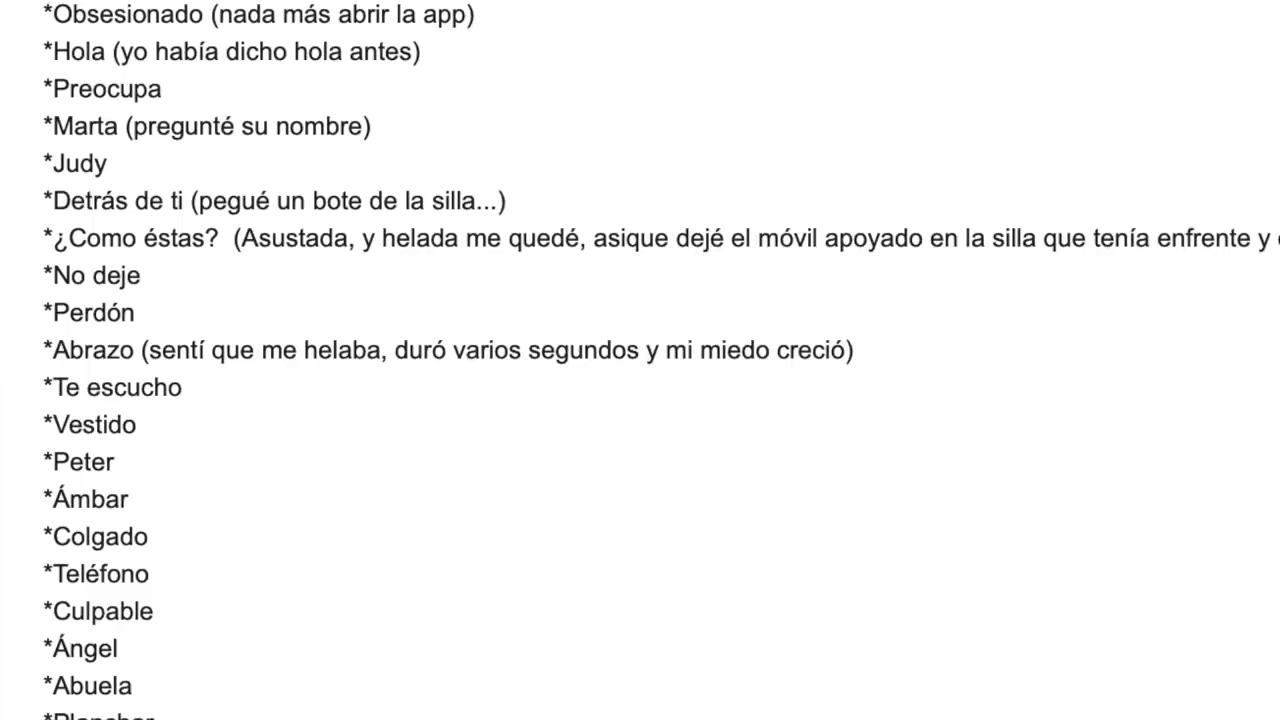 *Obsesionado (nada más abrir la app)
*Hola (yo había dicho hola antes)
*Preocupa
*Marta (pregunté su nombre)
*Judy
*Detrás de ti (pegué un bote de la silla...)
*¿Como éstas?  (Asustada, y helada me quedé, asique dejé el móvil apoyado en la silla que tenía enfrente y
*No deje
*Perdón
*Abrazo (sentí que me helaba, duró varios segundos y mi miedo creció)
*Te escucho
*Vestido
*Peter
*Ámbar
*Colgado
*Teléfono
*Culpable
*Ángel
*Abuela